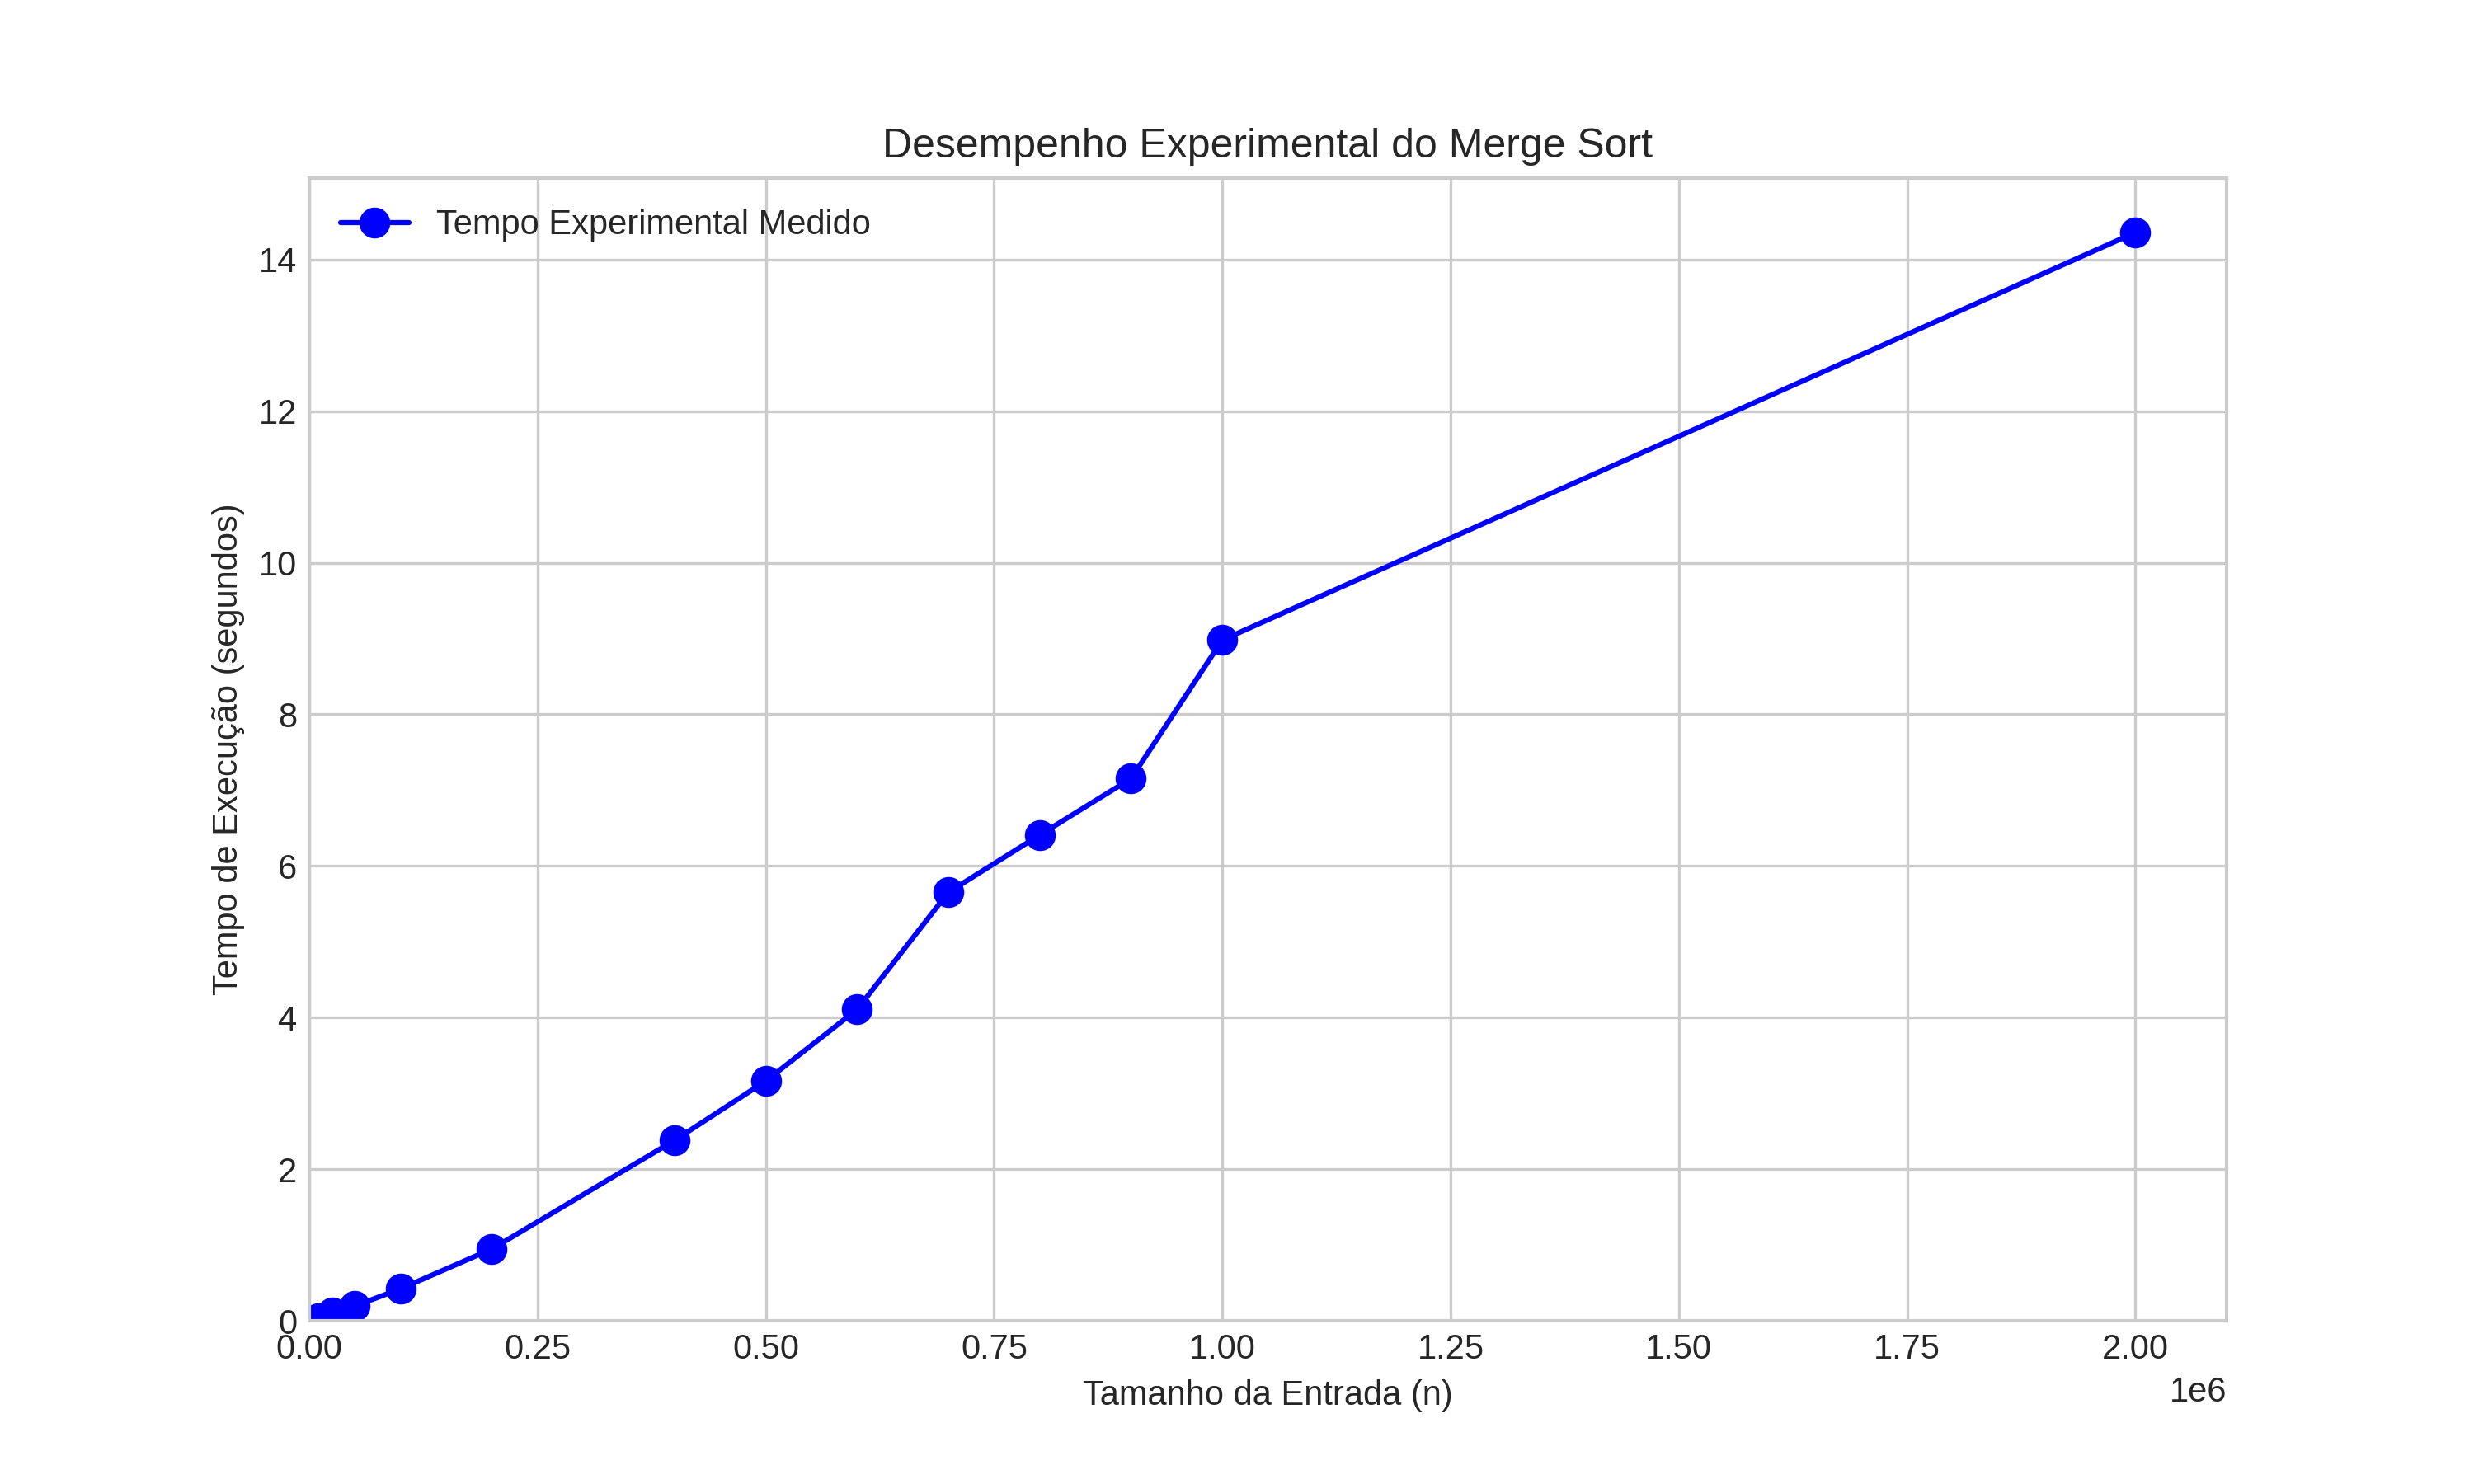 Desempenho Experimental do Merge Sort
Tempo Experimental Medido
Tempo de Execução (segundos)
14
12
10
8
6
4
2
0
0.00 0.25 0.50 0.75 1.00 1.25 1.50 1.75 2.00
1e6
Tamanho da Entrada (n)